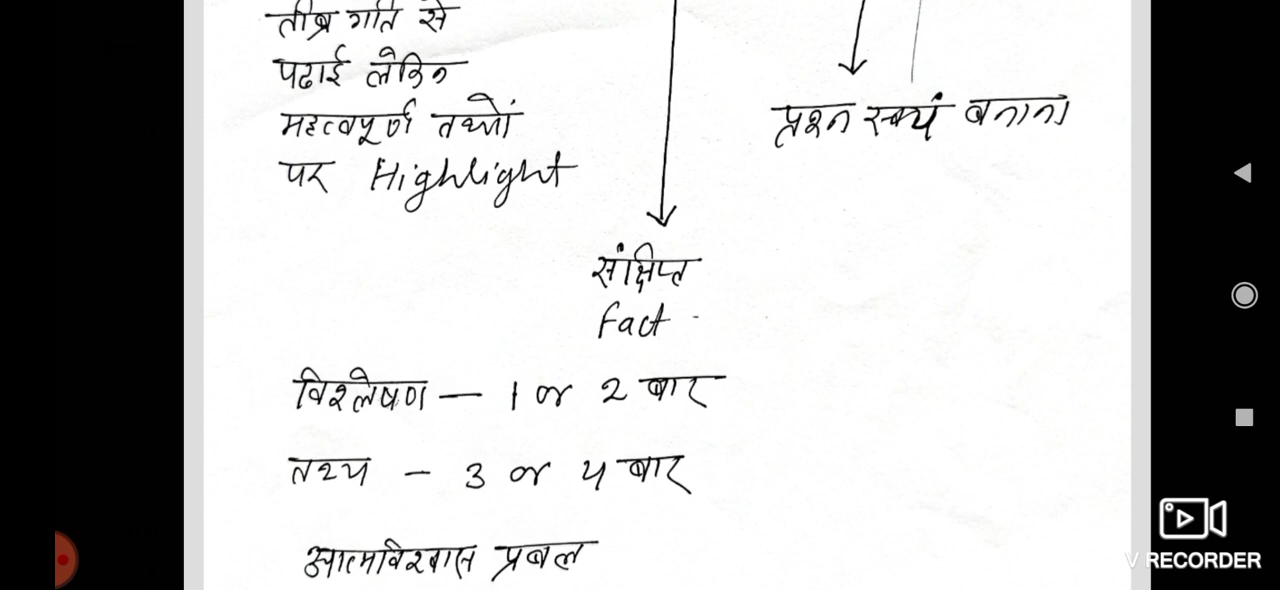 तीव्र गति से
पढाई लेकिन
महत्वपूर्ण तथ्यों
पर Highlight
प्रश्न स्वयं बनाना
संक्षिप्त
Fact
विश्लेषण — 1 or 2 बार
तथ्य - 3 or 4 बार
आत्मविश्वास प्रबल
V RECORDER